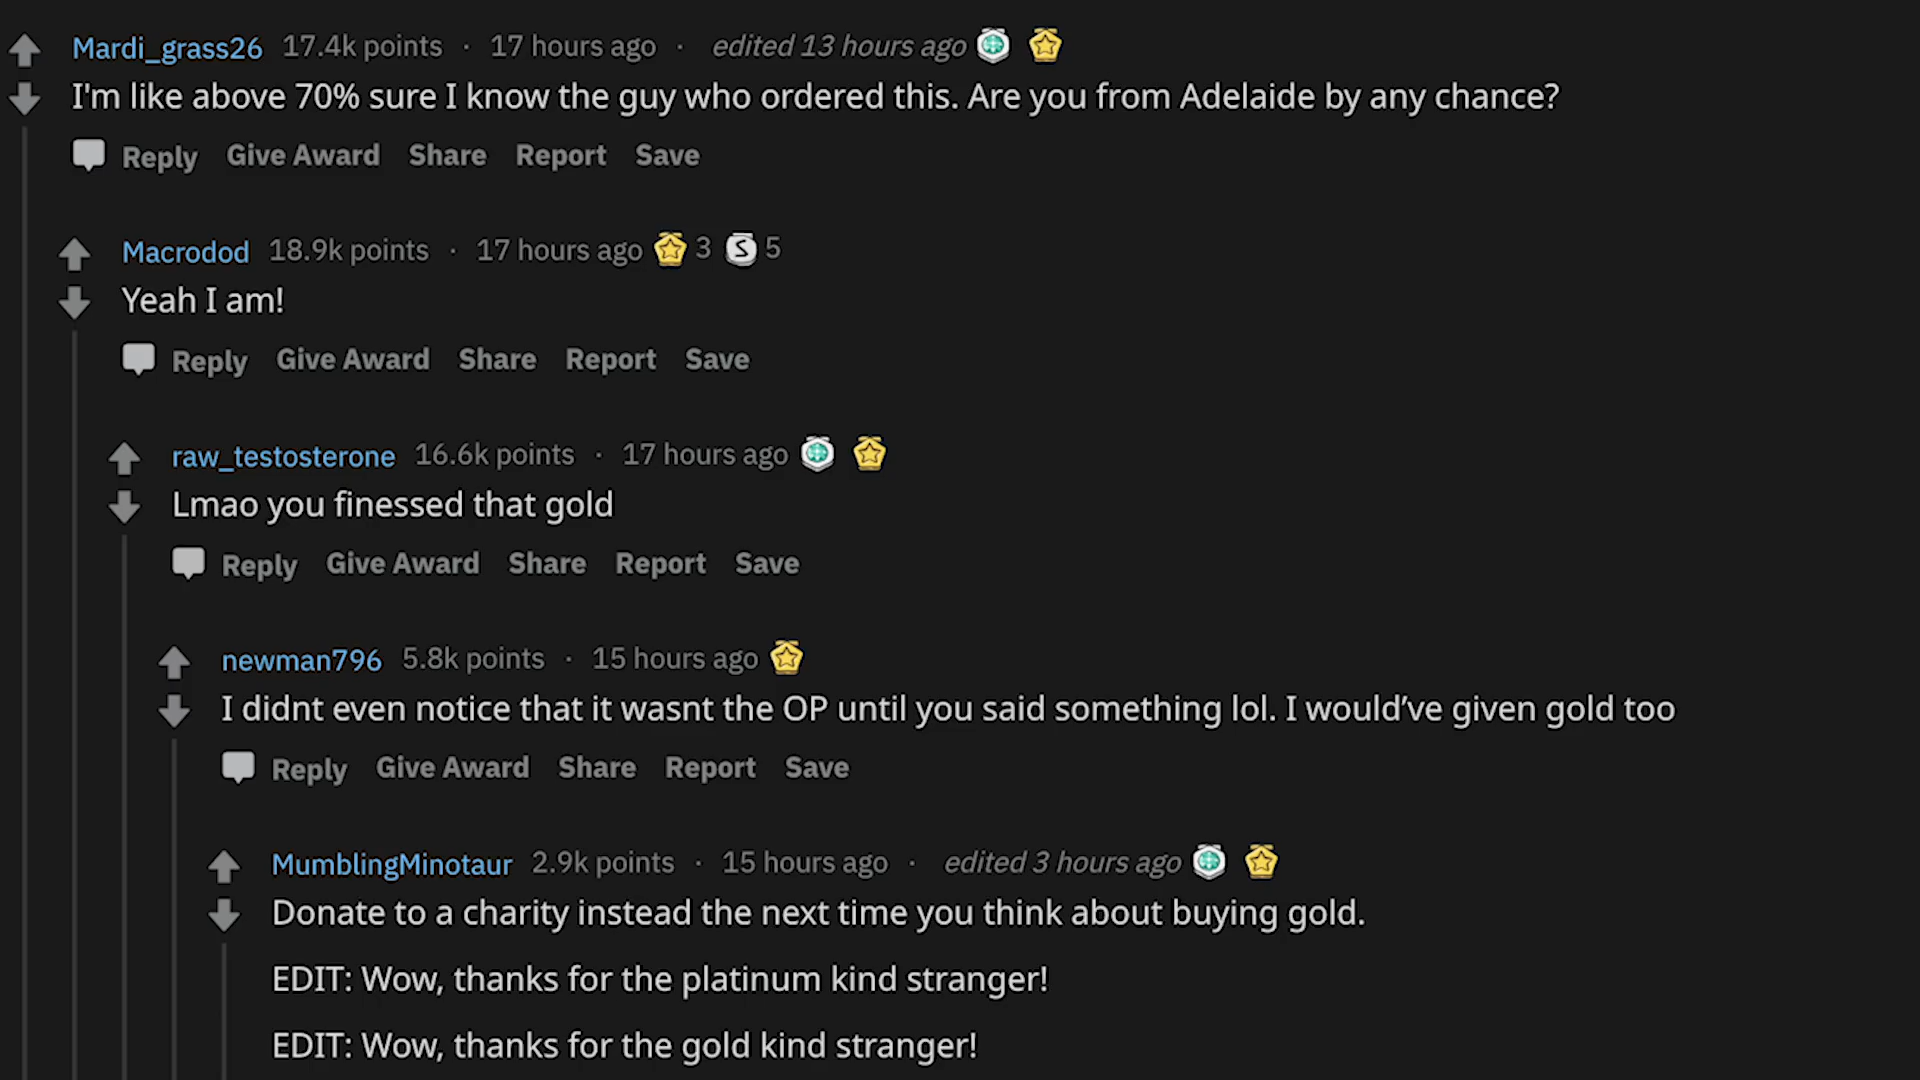 Mardi_grass26 17.4k points · 17 hours ago · edited 13 hours ago
I'm like above 70% sure I know the guy who ordered this. Are you from Adelaide by any chance?
Reply Give Award Share Report Save
Macrodod 18.9k points · 17 hours ago 3 S 5
Yeah I am!
Reply Give Award Share Report Save
raw_testosterone 16.6k points · 17 hours ago
Lmao you finessed that gold
Reply Give Award Share Report Save
newman796 5.8k points · 15 hours ago
I didnt even notice that it wasnt the OP until you said something lol. I would’ve given gold too
Reply Give Award Share Report Save
MumblingMinotaur 2.9k points · 15 hours ago · edited 3 hours ago
Donate to a charity instead the next time you think about buying gold.
EDIT: Wow, thanks for the platinum kind stranger!
EDIT: Wow, thanks for the gold kind stranger!